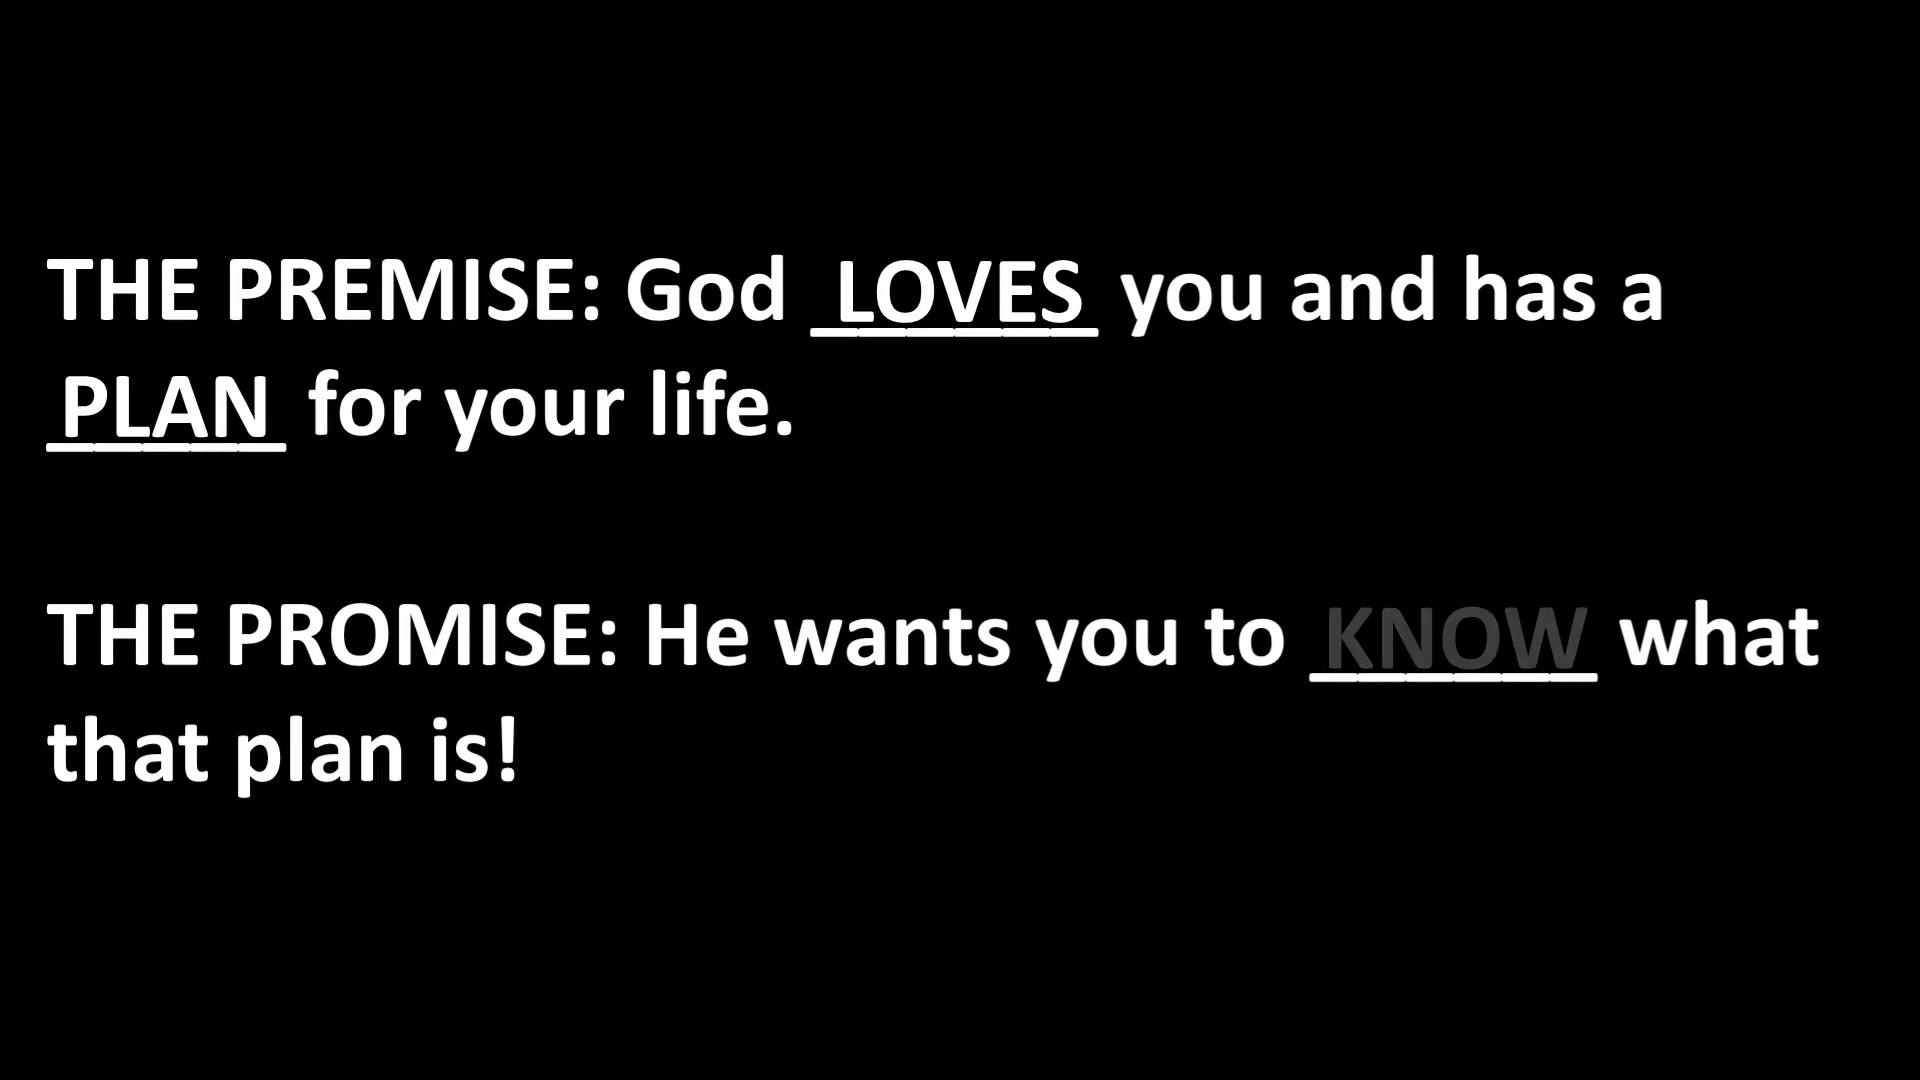 THE PREMISE: God LOVES you and has a
PLAN for your life.
THE PROMISE: He wants you to KNOW what
that plan is!